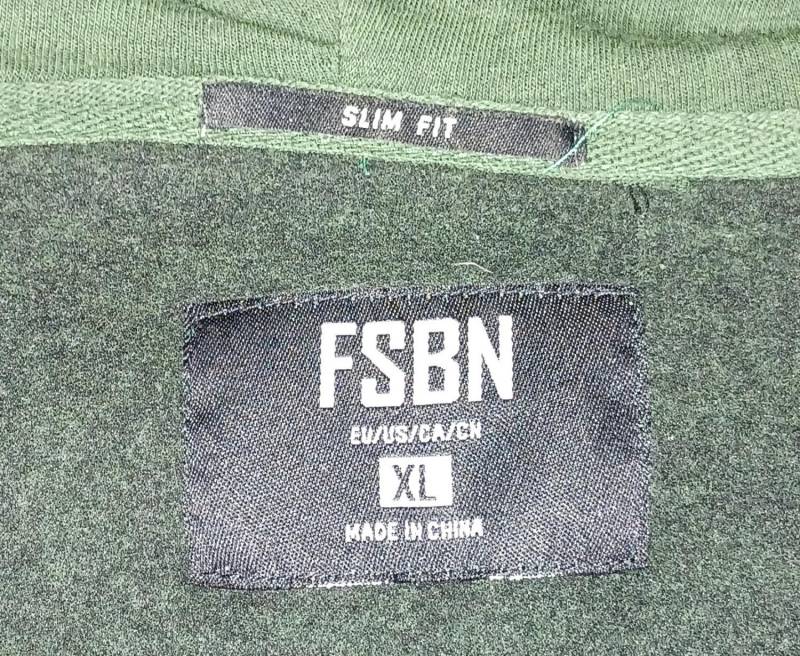 SLIM FIT
FSBN
EU/US/CA/CN
XL
MADE IN CHINA